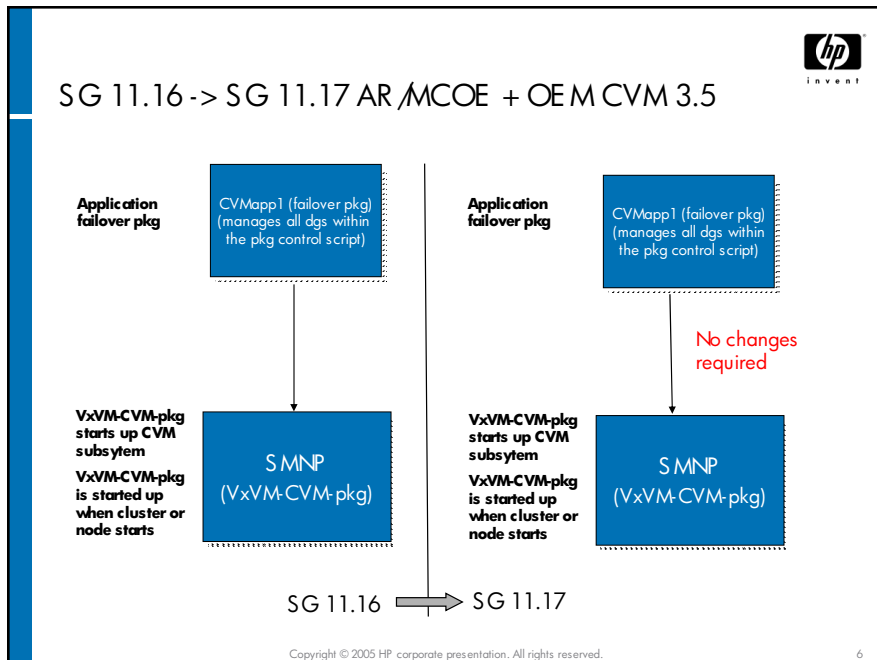 hp
invent
SG 11.16 -> SG 11.17 AR/MCOE + OEM CVM 3.5
Application
failover pkg
CVMapp1 (failover pkg)
(manages all dgs within
the pkg control script)
VxVM-CVM-pkg
starts up CVM
subsytem
VxVM-CVM-pkg
is started up
when cluster or
node starts
SMNP
(VxVM-CVM-pkg)
Application
failover pkg
CVMapp1 (failover pkg)
(manages all dgs within
the pkg control script)
No changes
required
VxVM-CVM-pkg
starts up CVM
subsytem
VxVM-CVM-pkg
is started up
when cluster or
node starts
SMNP
(VxVM-CVM-pkg)
SG 11.16
SG 11.17
Copyright © 2005 HP corporate presentation. All rights reserved.
6